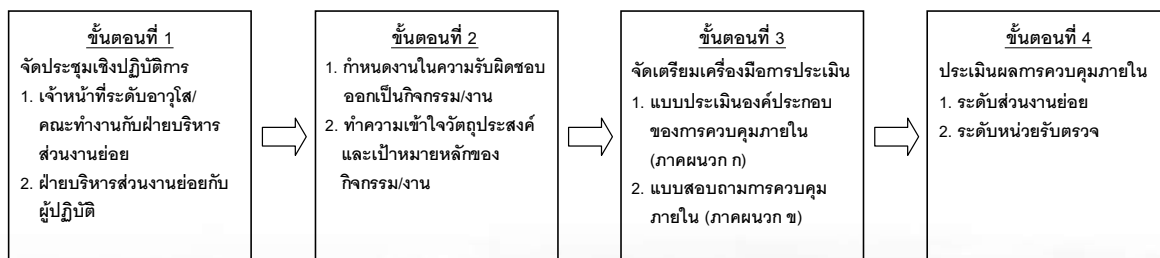 ขั้นตอนที่ 1
จัดประชุมเชิงปฏิบัติการ
1. เจ้าหน้าที่ระดับอาวุโส/
คณะทำงานกับฝ่ายบริหาร
ส่วนงานย่อย
2. ฝ่ายบริหารส่วนงานย่อยกับ
ผู้ปฏิบัติ
ขั้นตอนที่ 2
1. กำหนดงานในความรับผิดชอบ
ออกเป็นกิจกรรม/งาน
2. ทำความเข้าใจวัตถุประสงค์
และเป้าหมายหลักของ
กิจกรรม/งาน
ขั้นตอนที่ 3
จัดเตรียมเครื่องมือการประเมิน
1. แบบประเมินองค์ประกอบ
ของการควบคุมภายใน
(ภาคผนวก ก)
2. แบบสอบถามการควบคุม
ภายใน (ภาคผนวก ข)
ขั้นตอนที่ 4
ประเมินผลการควบคุมภายใน
1. ระดับส่วนงานย่อย
2. ระดับหน่วยรับตรวจ